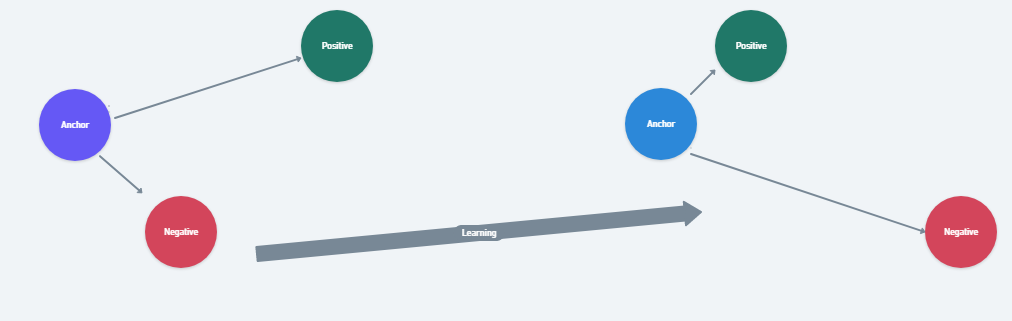 Positive
Anchor
Negative
Learning
Positive
Anchor
Negative